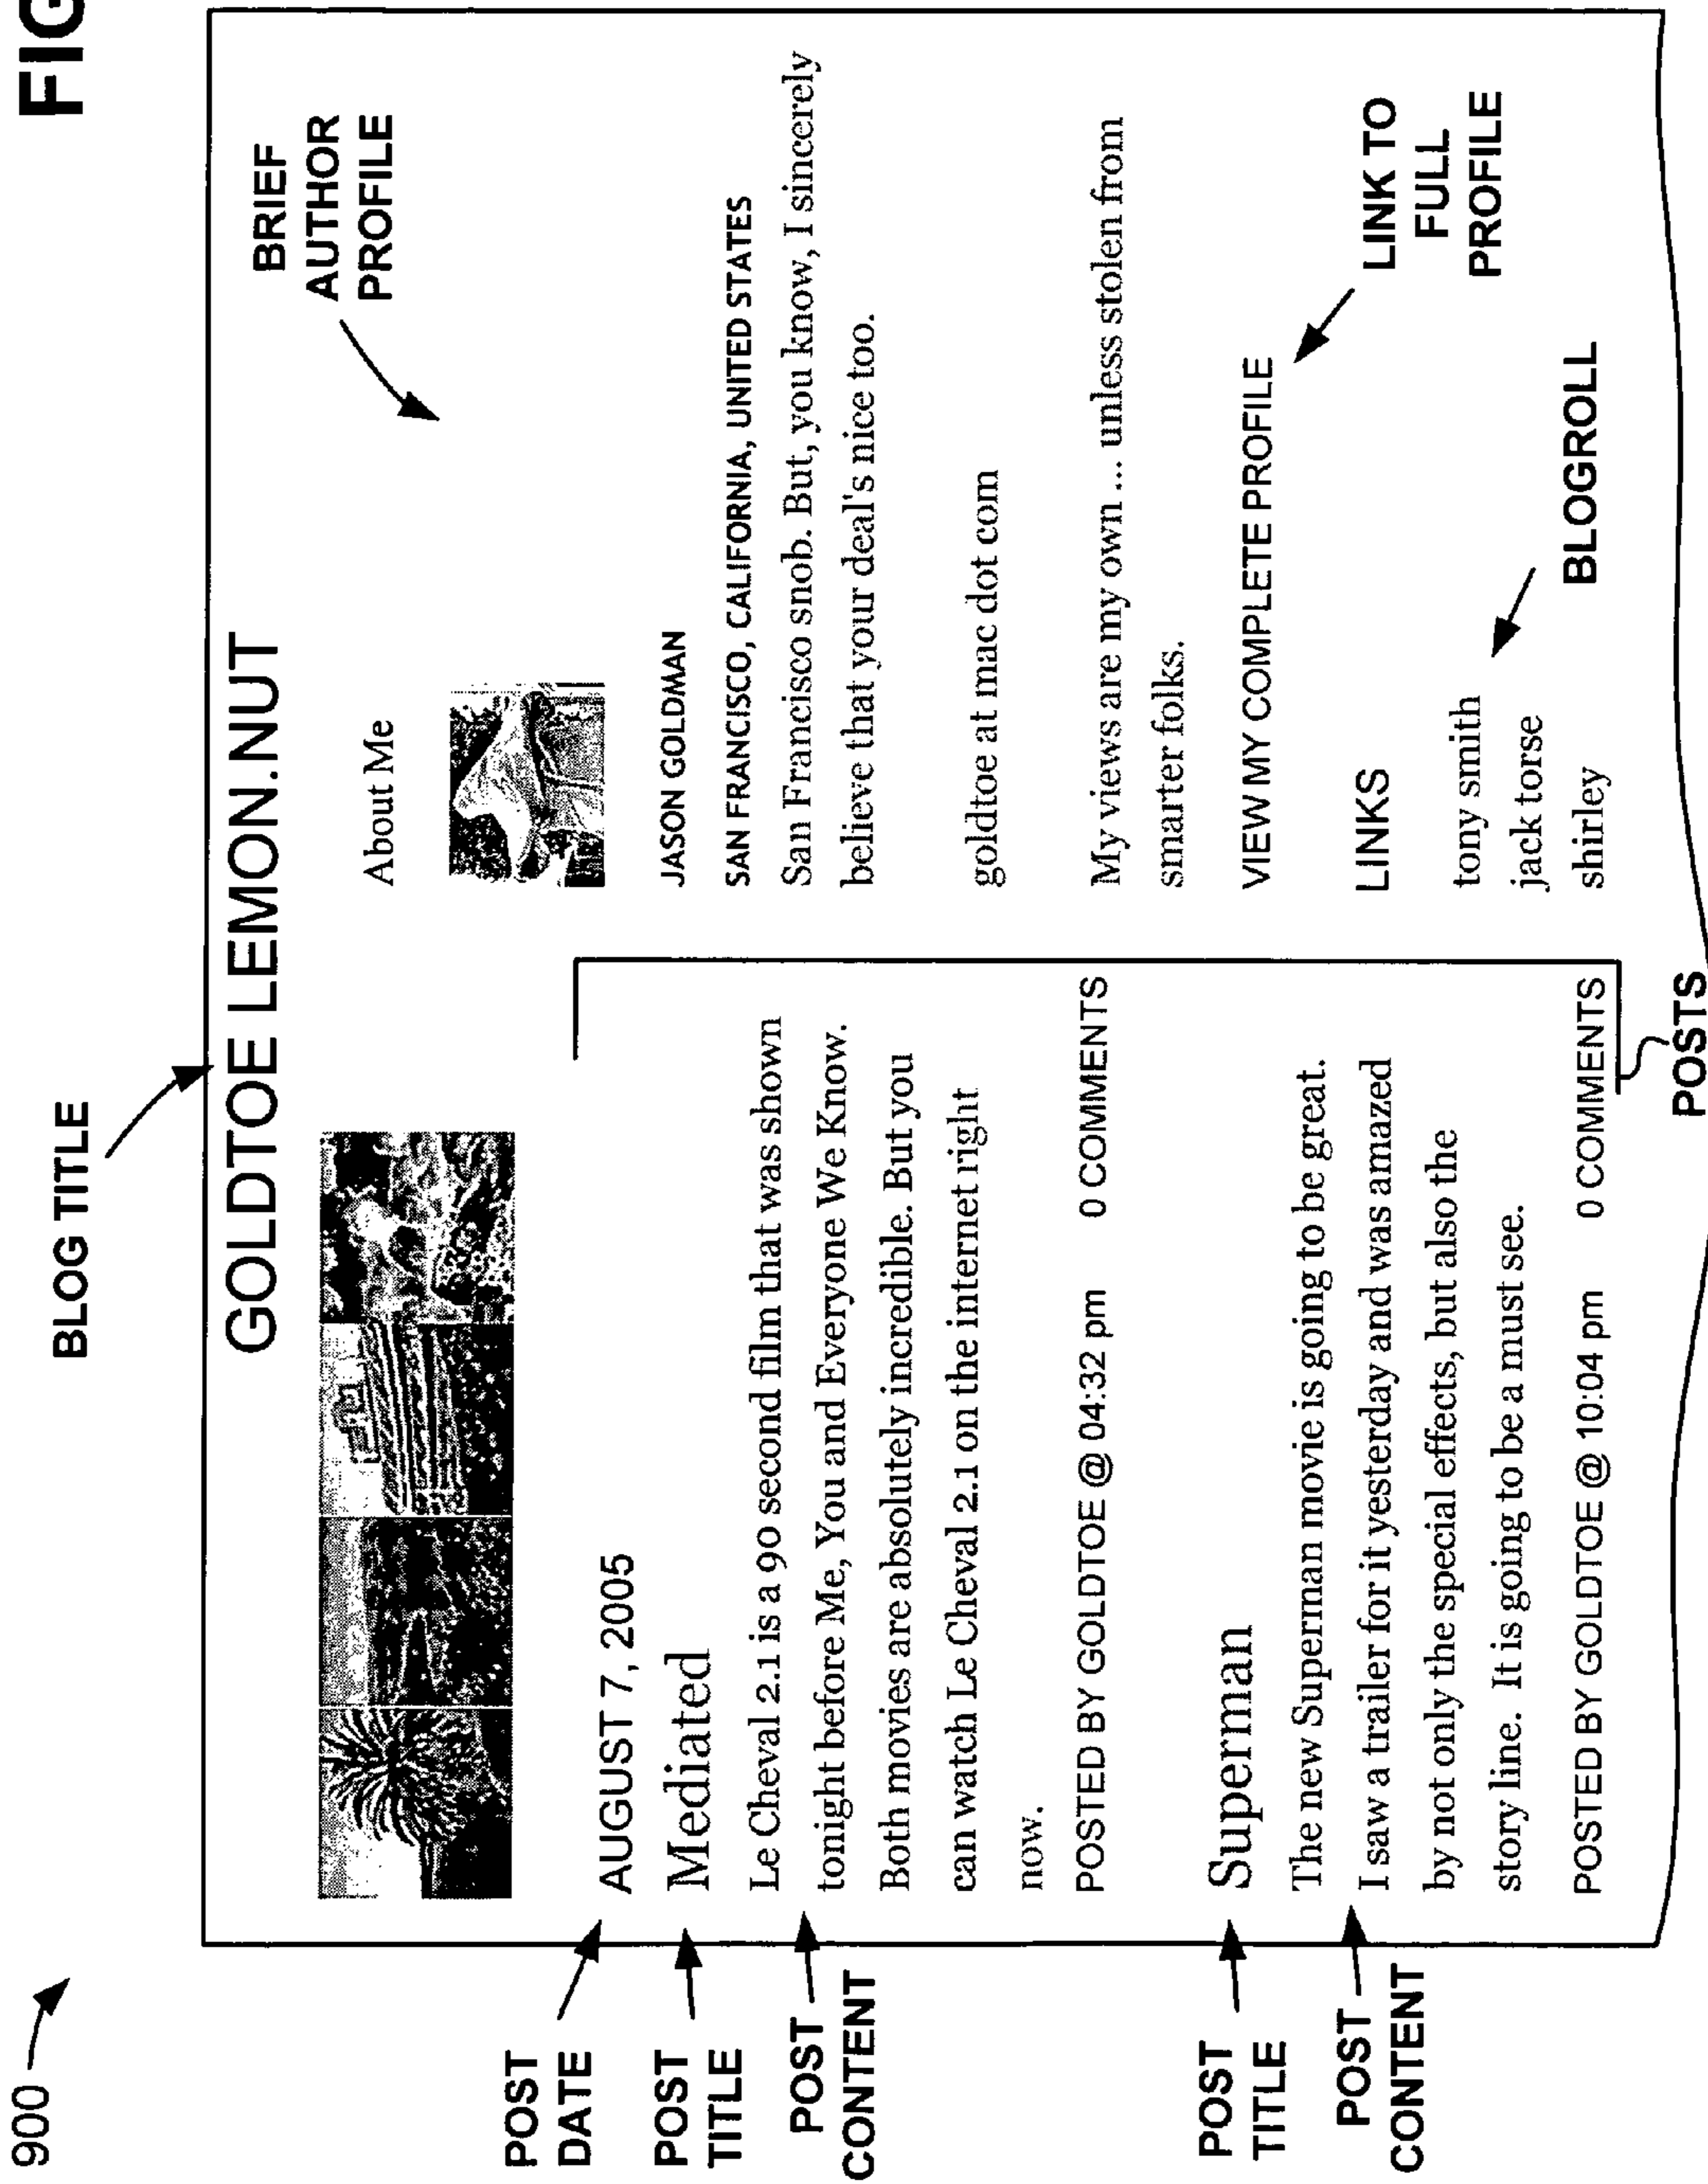 FIG
900
BLOG TITLE
GOLDTOE LEMON.NUT
BRIEF
AUTHOR
PROFILE
POST
DATE
AUGUST 7, 2005
POST
TITLE
Mediated
POST
CONTENT
Le Cheval 2.1 is a 90 second film that was shown
tonight before Me, You and Everyone We Know.
Both movies are absolutely incredible. But you
can watch Le Cheval 2.1 on the internet right
now.
POSTED BY GOLDTOE @ 04:32 pm 0 COMMENTS
POST
TITLE
Superman
POST
CONTENT
The new Superman movie is going to be great.
I saw a trailer for it yesterday and was amazed
by not only the special effects, but also the
story line. It is going to be a must see.
POSTED BY GOLDTOE @ 10:04 pm 0 COMMENTS
POSTS
About Me
JASON GOLDMAN
SAN FRANCISCO, CALIFORNIA, UNITED STATES
San Francisco snob. But, you know, I sincerely
believe that your deal's nice too.
goldtoe at mac dot com
My views are my own ... unless stolen from
smarter folks.
VIEW MY COMPLETE PROFILE
LINK TO
FULL
PROFILE
LINKS
tony smith
jack torse
shirley
BLOGROLL